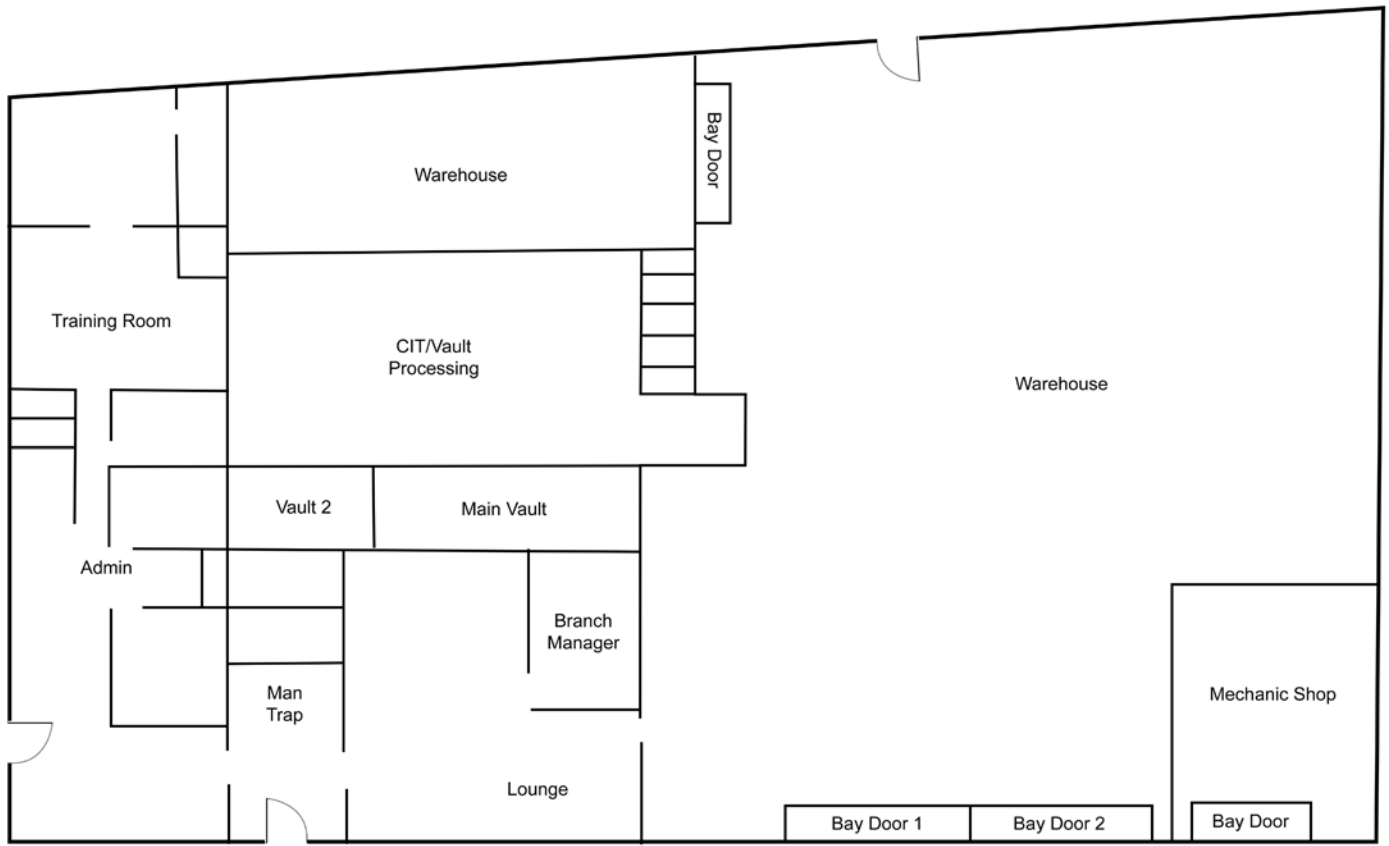 Bay Door
Warehouse
Training Room
CIT/Vault
Processing
Warehouse
Vault 2
Main Vault
Admin
Branch
Manager
Man
Trap
Mechanic Shop
Lounge
Bay Door 1
Bay Door 2
Bay Door